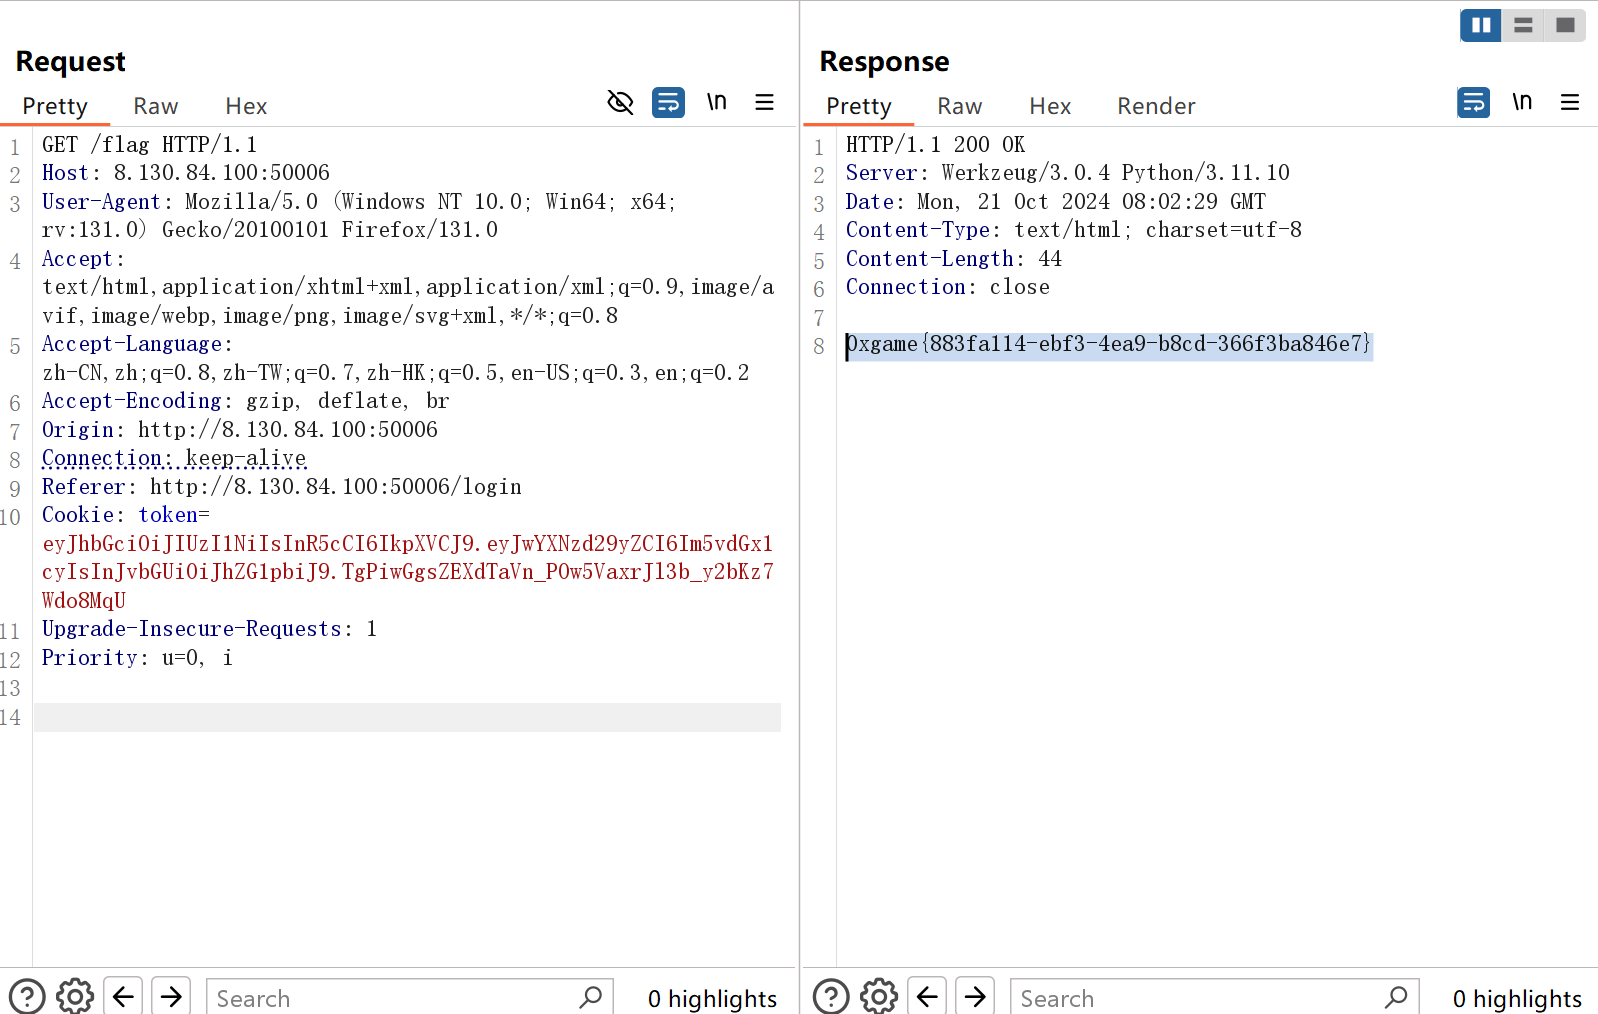 Request
Pretty Raw Hex \n
1 GET /flag HTTP/1.1
2 Host: 8.130.84.100:50006
3 User-Agent: Mozilla/5.0 (Windows NT 10.0; Win64; x64;
rv:131.0) Gecko/20100101 Firefox/131.0
4 Accept:
text/html,application/xhtml+xml,application/xml;q=0.9,image/a
vif,image/webp,image/png,image/svg+xml,*/*;q=0.8
5 Accept-Language:
zh-CN,zh;q=0.8,zh-TW;q=0.7,zh-HK;q=0.5,en-US;q=0.3,en;q=0.2
6 Accept-Encoding: gzip, deflate, br
7 Origin: http://8.130.84.100:50006
8 Connection: keep-alive
9 Referer: http://8.130.84.100:50006/login
10 Cookie: token=
eyJhbGciOiJIUzI1NiIsInR5cCI6IkpXVCJ9.eyJwYXNzd29yZCI6Im5vdGx1
cyIsInJvbGUiOiJhZG1pbiJ9.TgPiwGgsZEXdTaVn_POw5VaxrJl3b_y2bKz7
Wdo8MqU
11 Upgrade-Insecure-Requests: 1
12 Priority: u=0, i
13
14
Search 0 highlights
Response
Pretty Raw Hex Render \n
1 HTTP/1.1 200 OK
2 Server: Werkzeug/3.0.4 Python/3.11.10
3 Date: Mon, 21 Oct 2024 08:02:29 GMT
4 Content-Type: text/html; charset=utf-8
5 Content-Length: 44
6 Connection: close
7
8 0xgame{883fa114-ebf3-4ea9-b8cd-366f3ba846e7}
Search 0 highlights